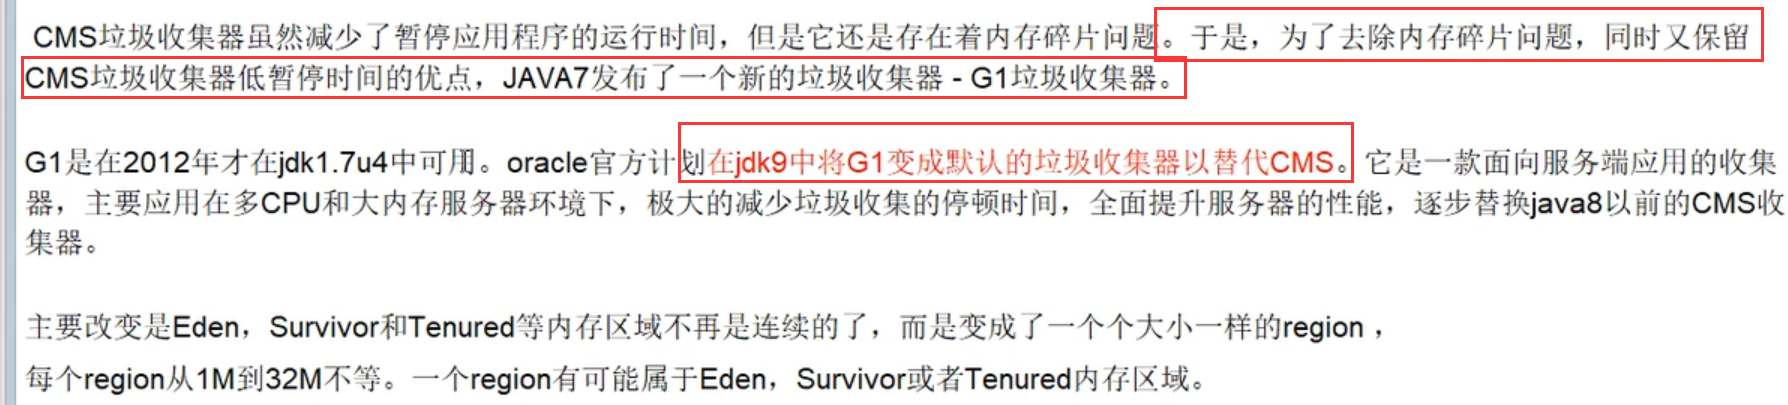 CMS垃圾收集器虽然减少了暂停应用程序的运行时间，但是它还是存在着内存碎片问题。于是，为了去除内存碎片问题，同时又保留
CMS垃圾收集器低暂停时间的优点，JAVA7发布了一个新的垃圾收集器 - G1垃圾收集器。
G1是在2012年才在jdk1.7u4中可用。oracle官方计划在jdk9中将G1变成默认的垃圾收集器以替代CMS。它是一款面向服务端应用的收集
器，主要应用在多CPU和大内存服务器环境下，极大的减少垃圾收集的停顿时间，全面提升服务器的性能，逐步替换java8以前的CMS收
集器。
主要改变是Eden，Survivor和Tenured等内存区域不再是连续的了，而是变成了一个个大小一样的region ，
每个region从1M到32M不等。一个region有可能属于Eden，Survivor或者Tenured内存区域。